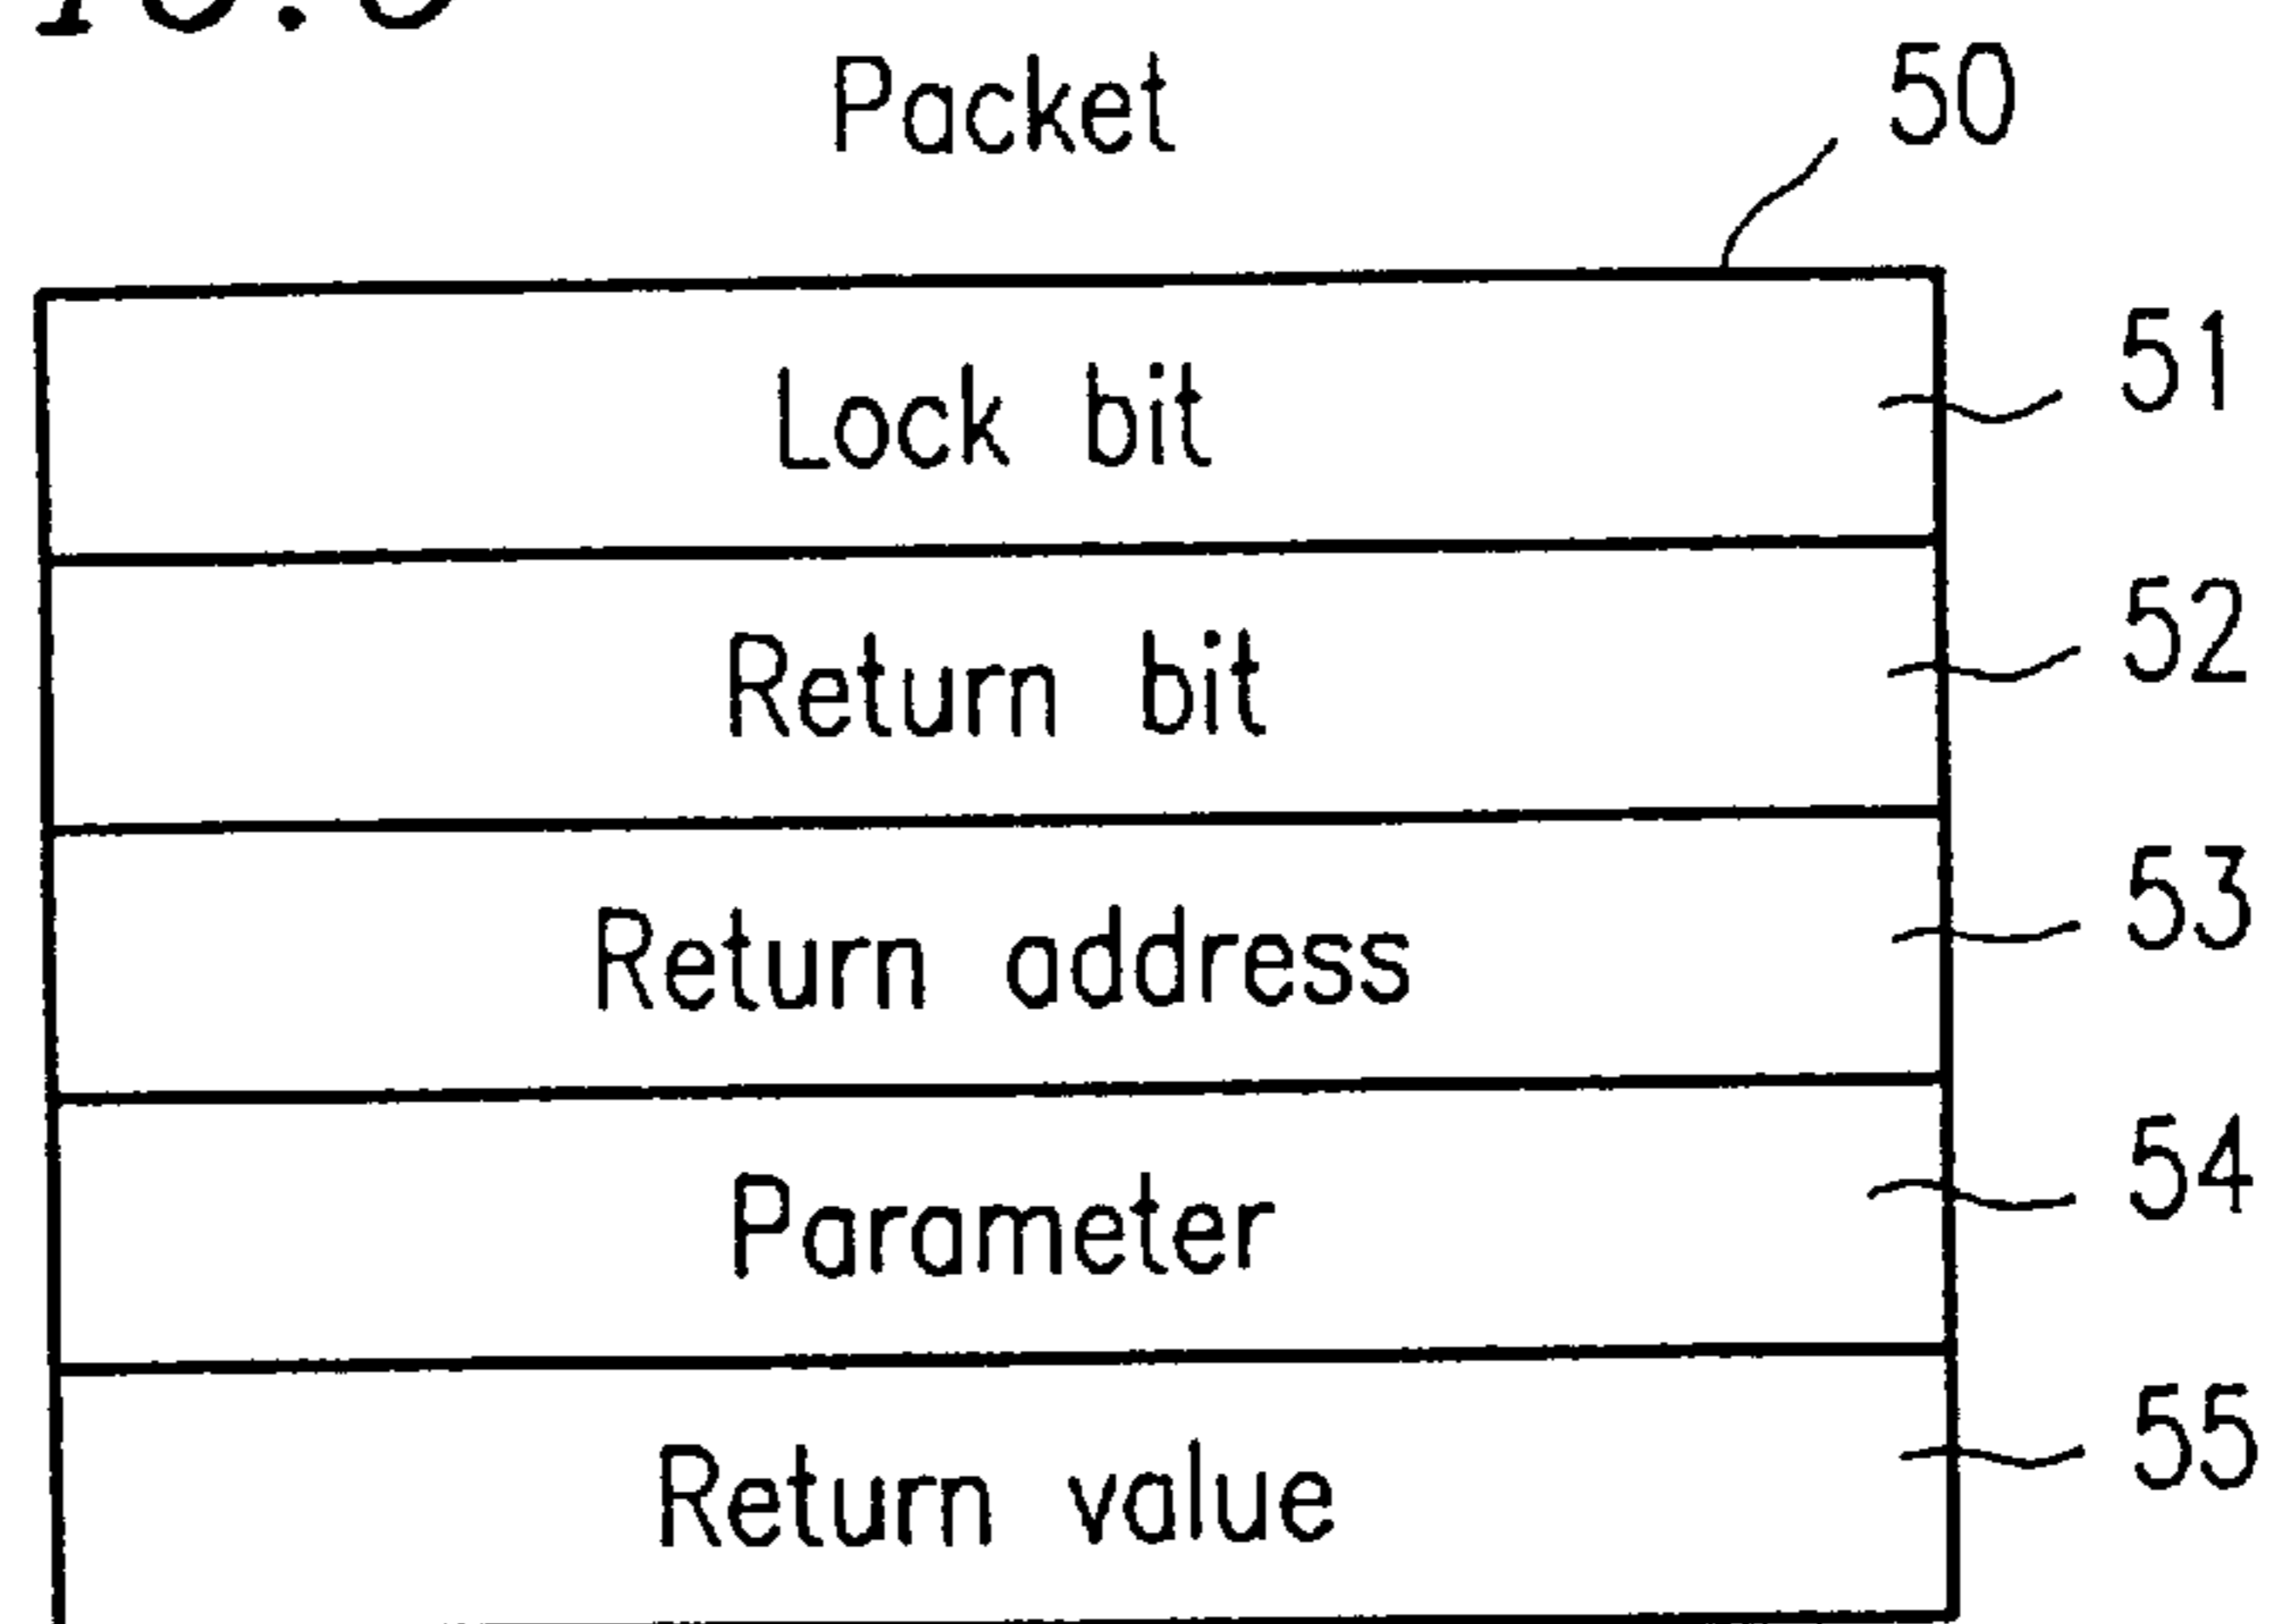 Packet
50
Lock bit 51
Return bit 52
Return address 53
Parameter 54
Return value 55